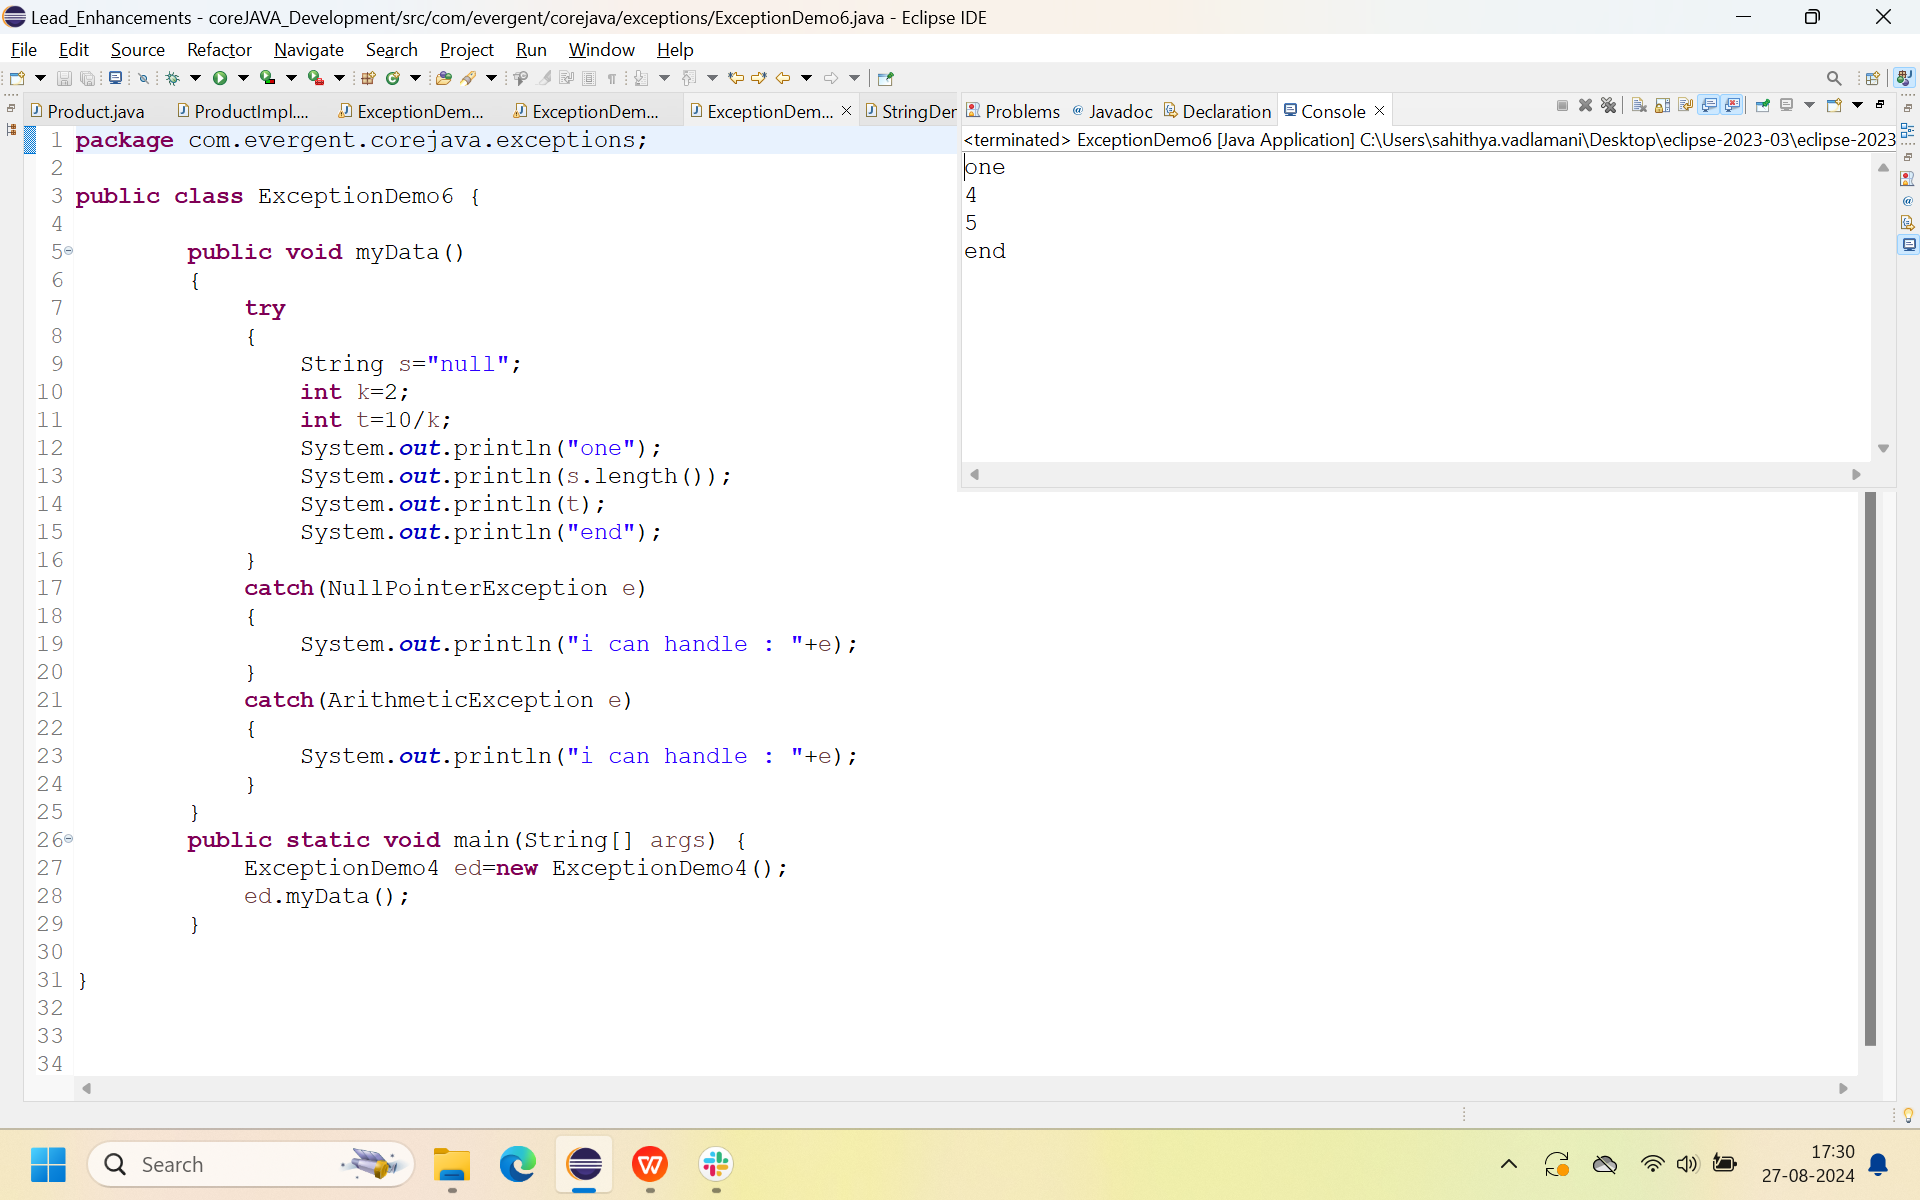 Lead_Enhancements - coreJAVA_Development/src/com/evergent/corejava/exceptions/ExceptionDemo6.java - Eclipse IDE
File Edit Source Refactor Navigate Search Project Run Window Help
Product.java ProductImpl.... ExceptionDem... ExceptionDem... ExceptionDem... StringDer
Problems Javadoc Declaration Console
<terminated> ExceptionDemo6 [Java Application] C:\Users\sahithya.vadlamani\Desktop\eclipse-2023-03\eclipse-2023
one
4
5
end
1 package com.evergent.corejava.exceptions;
2
3 public class ExceptionDemo6 {
4
5 public void myData()
6 {
7 try
8 {
9 String s="null";
10 int k=2;
11 int t=10/k;
12 System.out.println("one");
13 System.out.println(s.length());
14 System.out.println(t);
15 System.out.println("end");
16 }
17 catch(NullPointerException e)
18 {
19 System.out.println("i can handle : "+e);
20 }
21 catch(ArithmeticException e)
22 {
23 System.out.println("i can handle : "+e);
24 }
25 }
26 public static void main(String[] args) {
27 ExceptionDemo4 ed=new ExceptionDemo4();
28 ed.myData();
29 }
30
31 }
32
33
34
Search
17:30
27-08-2024